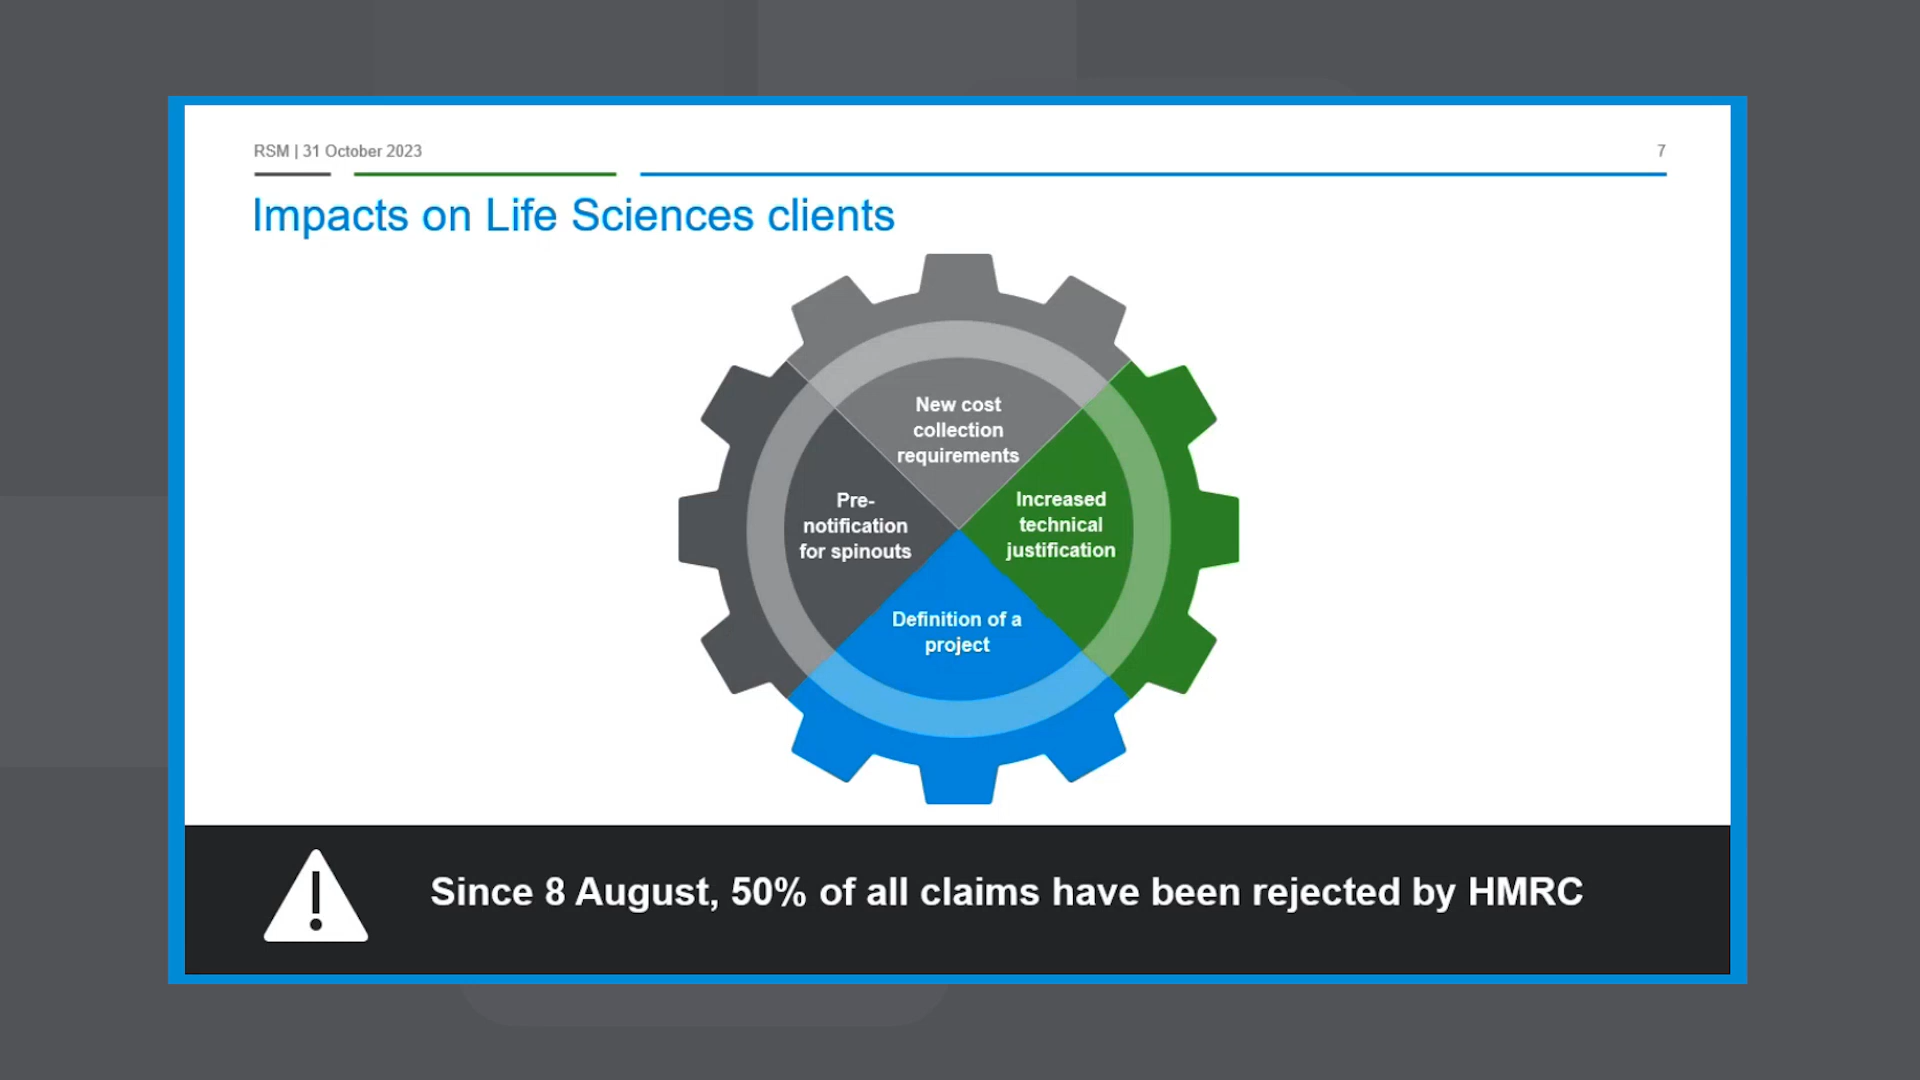 RSM | 31 October 2023
7
Impacts on Life Sciences clients
New cost
collection
requirements
Pre-
notification
for spinouts
Increased
technical
justification
Definition of a
project
Since 8 August, 50% of all claims have been rejected by HMRC